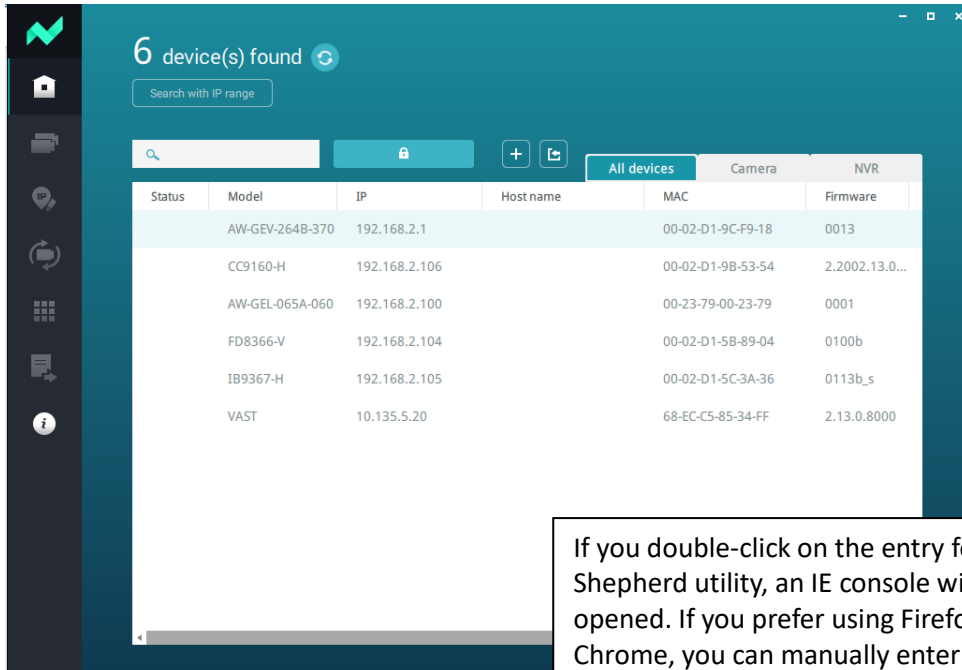 6 device(s) found
Search with IP range
All devices Camera NVR
Status Model IP Host name MAC Firmware
AW-GEV-264B-370 192.168.2.1 00-02-D1-9C-F9-18 0013
CC9160-H 192.168.2.106 00-02-D1-9B-53-54 2.2002.13.0...
AW-GEL-065A-060 192.168.2.100 00-23-79-00-23-79 0001
FD8366-V 192.168.2.104 00-02-D1-5B-89-04 0100b
IB9367-H 192.168.2.105 00-02-D1-5C-3A-36 0113b_s
VAST 10.135.5.20 68-EC-C5-85-34-FF 2.13.0.8000
If you double-click on the entry
Shepherd utility, an IE console
opened. If you prefer using
Chrome, you can manually enter
IP
i